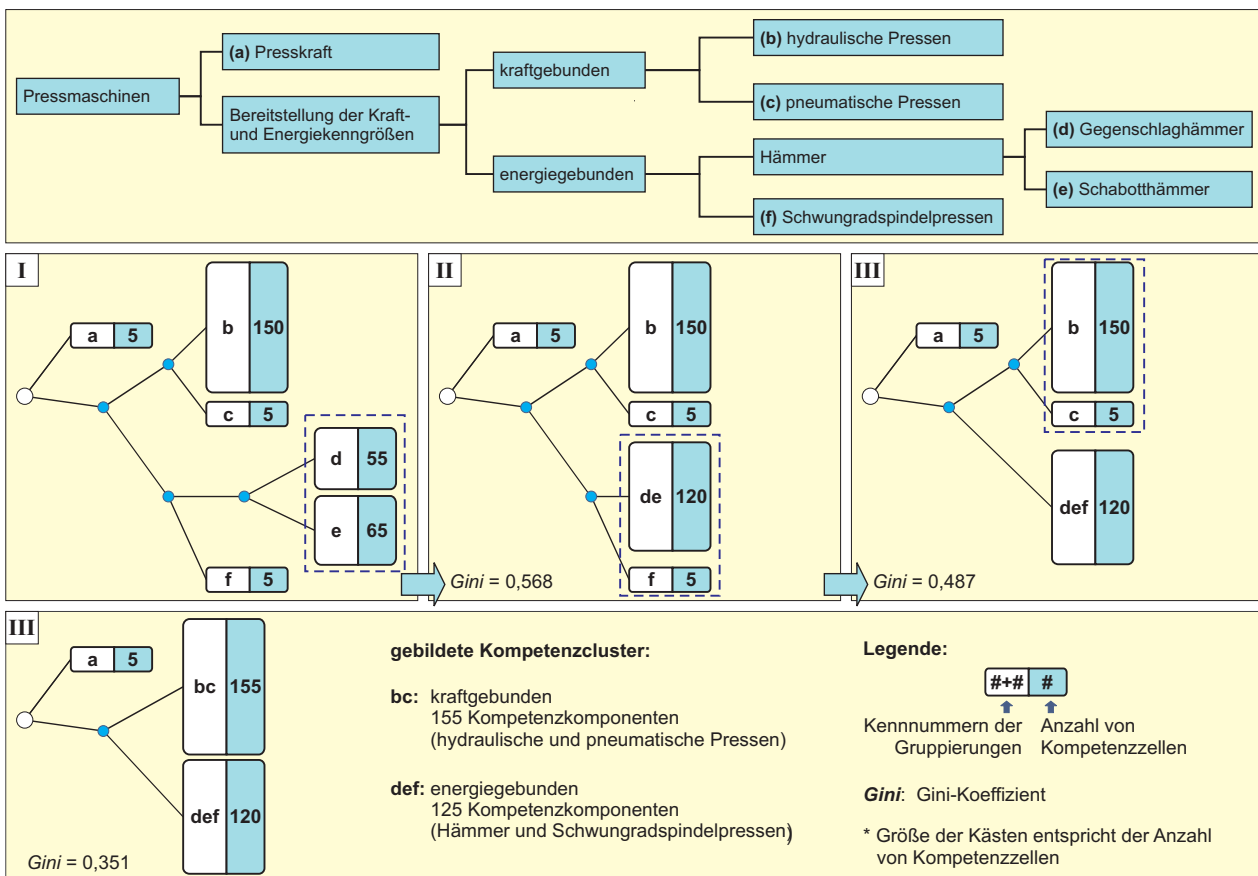 Pressmaschinen
(a) Presskraft
Bereitstellung der Kraft-
und Energiekenngrößen
kraftgebunden
energiegebunden
(b) hydraulische Pressen
(c) pneumatische Pressen
Hämmer
(f) Schwungradspindelpressen
(d) Gegenschlaghämmer
(e) Schabotthämmer
I
a 5
b 150
c 5
d 55
e 65
f 5
II
a 5
b 150
c 5
de 120
f 5
Gini = 0,568
III
a 5
b 150
c 5
def 120
Gini = 0,487
III
a 5
bc 155
def 120
Gini = 0,351
gebildete Kompetenzcluster:
bc: kraftgebunden
155 Kompetenzkomponenten
(hydraulische und pneumatische Pressen)
def: energiegebunden
125 Kompetenzkomponenten
(Hämmer und Schwungradspindelpressen)
Legende:
#+# #
Kennnummern der
Gruppierungen
Anzahl von
Kompetenzzellen
Gini: Gini-Koeffizient
* Größe der Kästen entspricht der Anzahl
von Kompetenzzellen